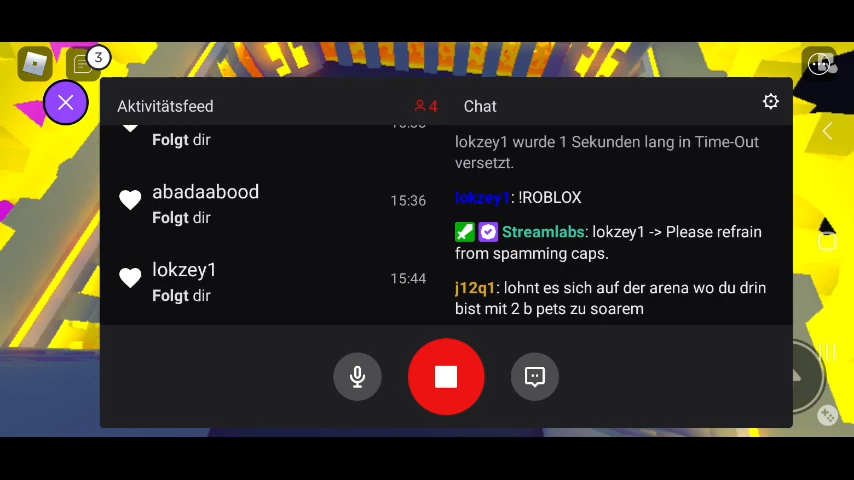 3
Aktivitätsfeed
4
Folgt dir
abadaabood
15:36
Folgt dir
lokzey1
15:44
Folgt dir
Chat
lokzey1 wurde 1 Sekunden lang in Time-Out
versetzt.
lokzey1: !ROBLOX
Streamlabs: lokzey1 -> Please refrain
from spamming caps.
j12q1: lohnt es sich auf der arena wo du drin
bist mit 2 b pets zu soarem